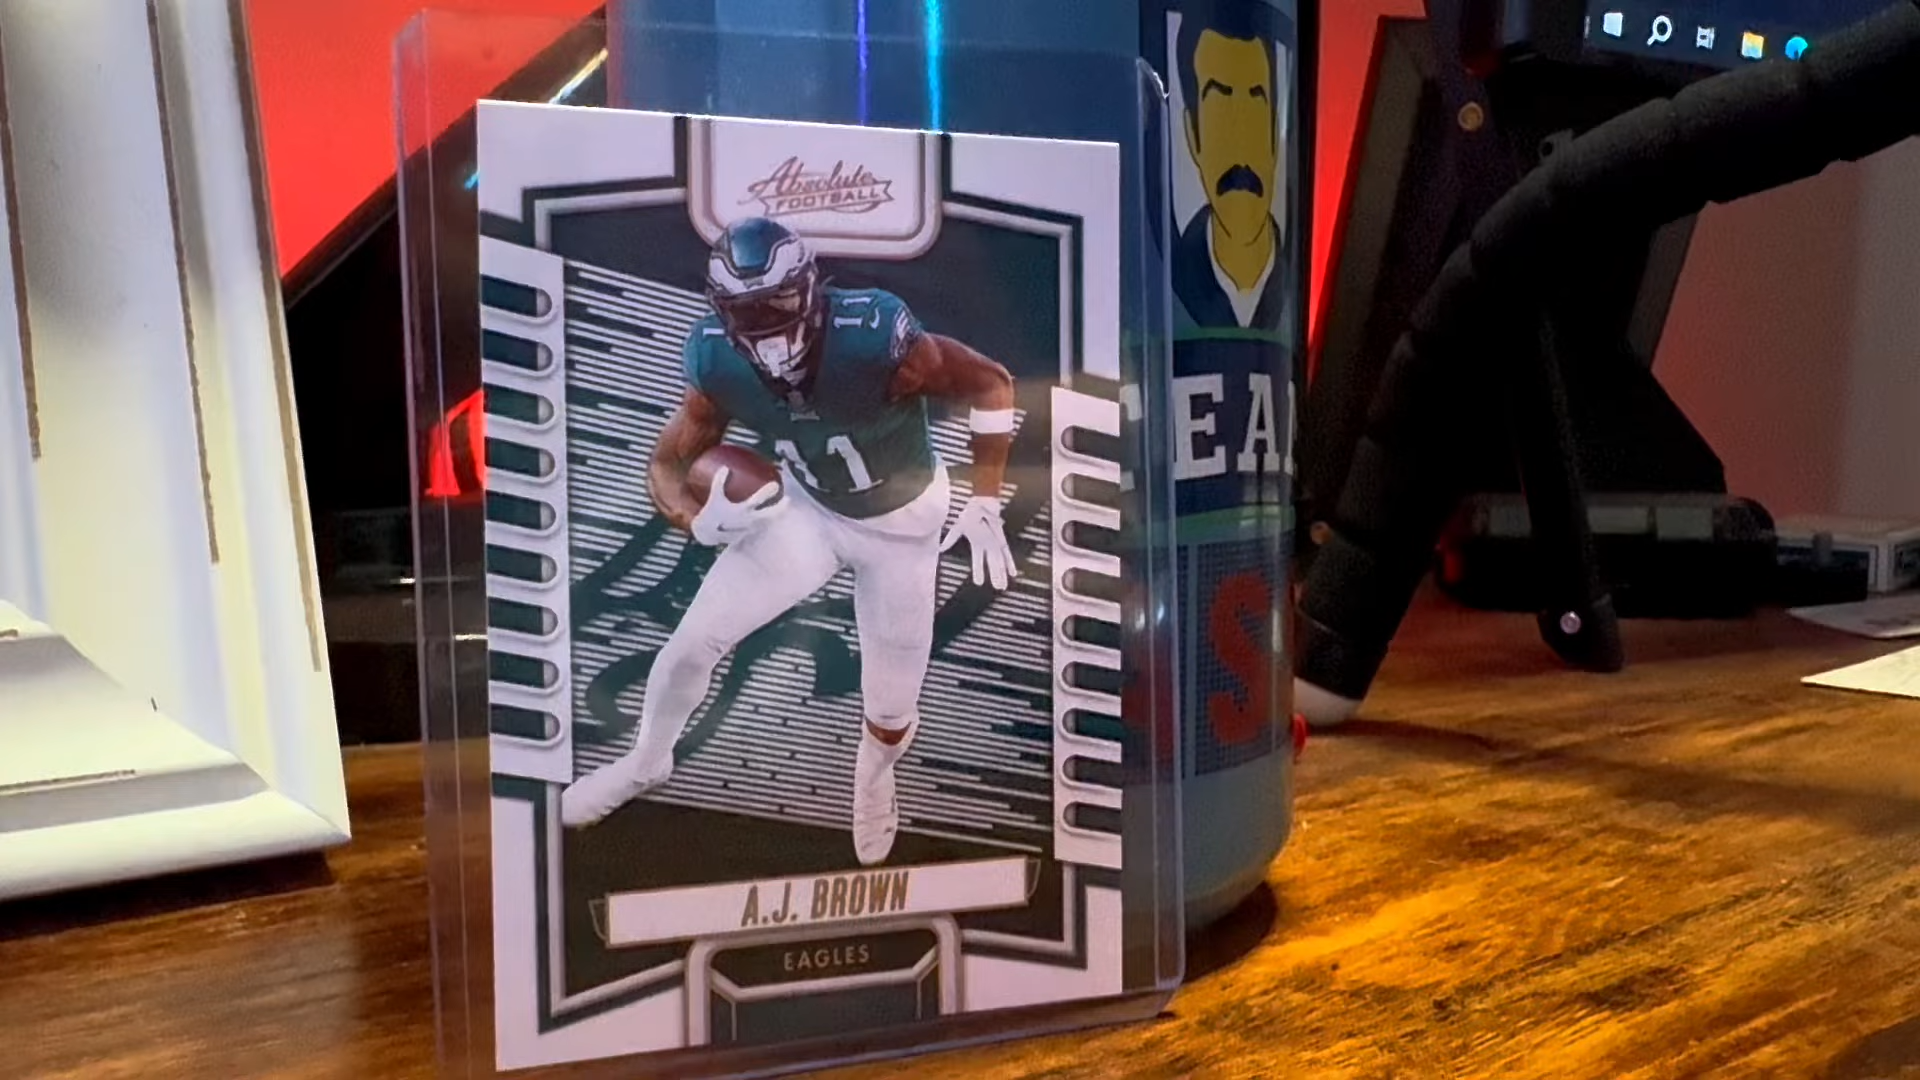 Absolute
FOOTBALL
11
11
A.J. BROWN
EAGLES
EA
S